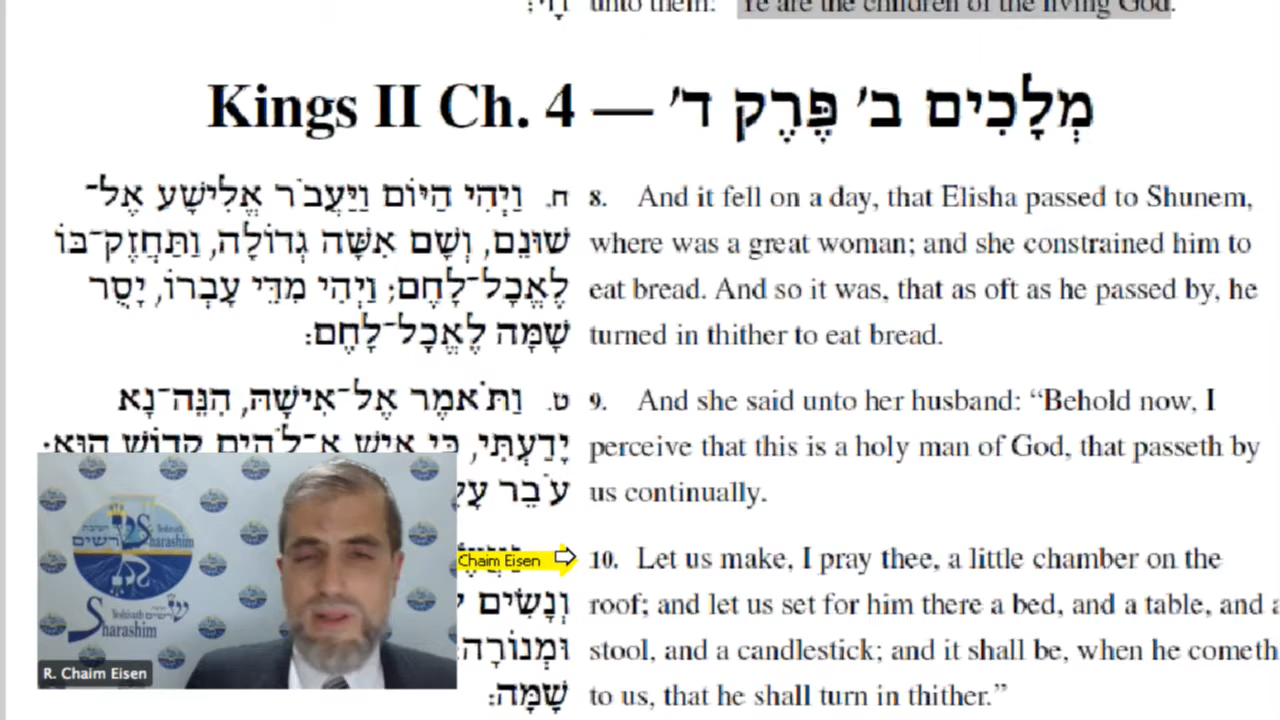 unto them: "Ye are the children of the living God.
חָי:
Kings II Ch. 4 — מְלָכִים ב׳ פֶּרֶק ד׳
ח. וַיְהִי הַיּוֹם וַיַּעֲבֹר אֱלִישָׁע אֶל־
שׁוּנֵם, וְשָׁם אִשָּׁה גְדוֹלָה, וַתַּחֲזֶק־בּוֹ
לֶאֱכָל־לָחֶם; וַיְהִי מִדֵּי עָבְרוֹ, יָסֻר
שָׁמָּה לֶאֱכָל־לָחֶם:
8. And it fell on a day, that Elisha passed to Shunem,
where was a great woman; and she constrained him to
eat bread. And so it was, that as oft as he passed by, he
turned in thither to eat bread.
ט. וַתֹּאמֶר אֶל־אִישָׁהּ, הִנֵּה־נָא
יָדַעְתִּי, כִּי אִישׁ א־לֹהִים קָדוֹשׁ הוּא;
עֹבֵר
9. And she said unto her husband: “Behold now, I
perceive that this is a holy man of God, that passeth by
us continually.
וְנָשִׂים
וּמְנוֹרָה;
שָׁמָּה:
10. Let us make, I pray thee, a little chamber on the
roof; and let us set for him there a bed, and a table, and a
stool, and a candlestick; and it shall be, when he cometh
to us, that he shall turn in thither.”
Chaim Eisen
ישיבת שרשים
Yeshivath Sharashim
Yeshivath Sharashim
R. Chaim Eisen